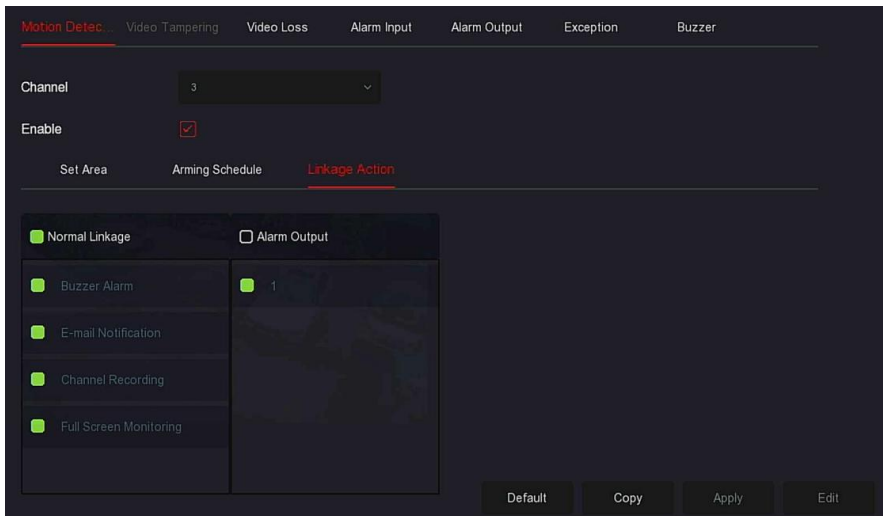 Motion Detec... Video Tampering Video Loss Alarm Input Alarm Output Exception Buzzer
Channel 3
Enable
Set Area Arming Schedule Linkage Action
Normal Linkage Alarm Output
Buzzer Alarm 1
E-mail Notification
Channel Recording
Full Screen Monitoring
Default Copy Apply Edit